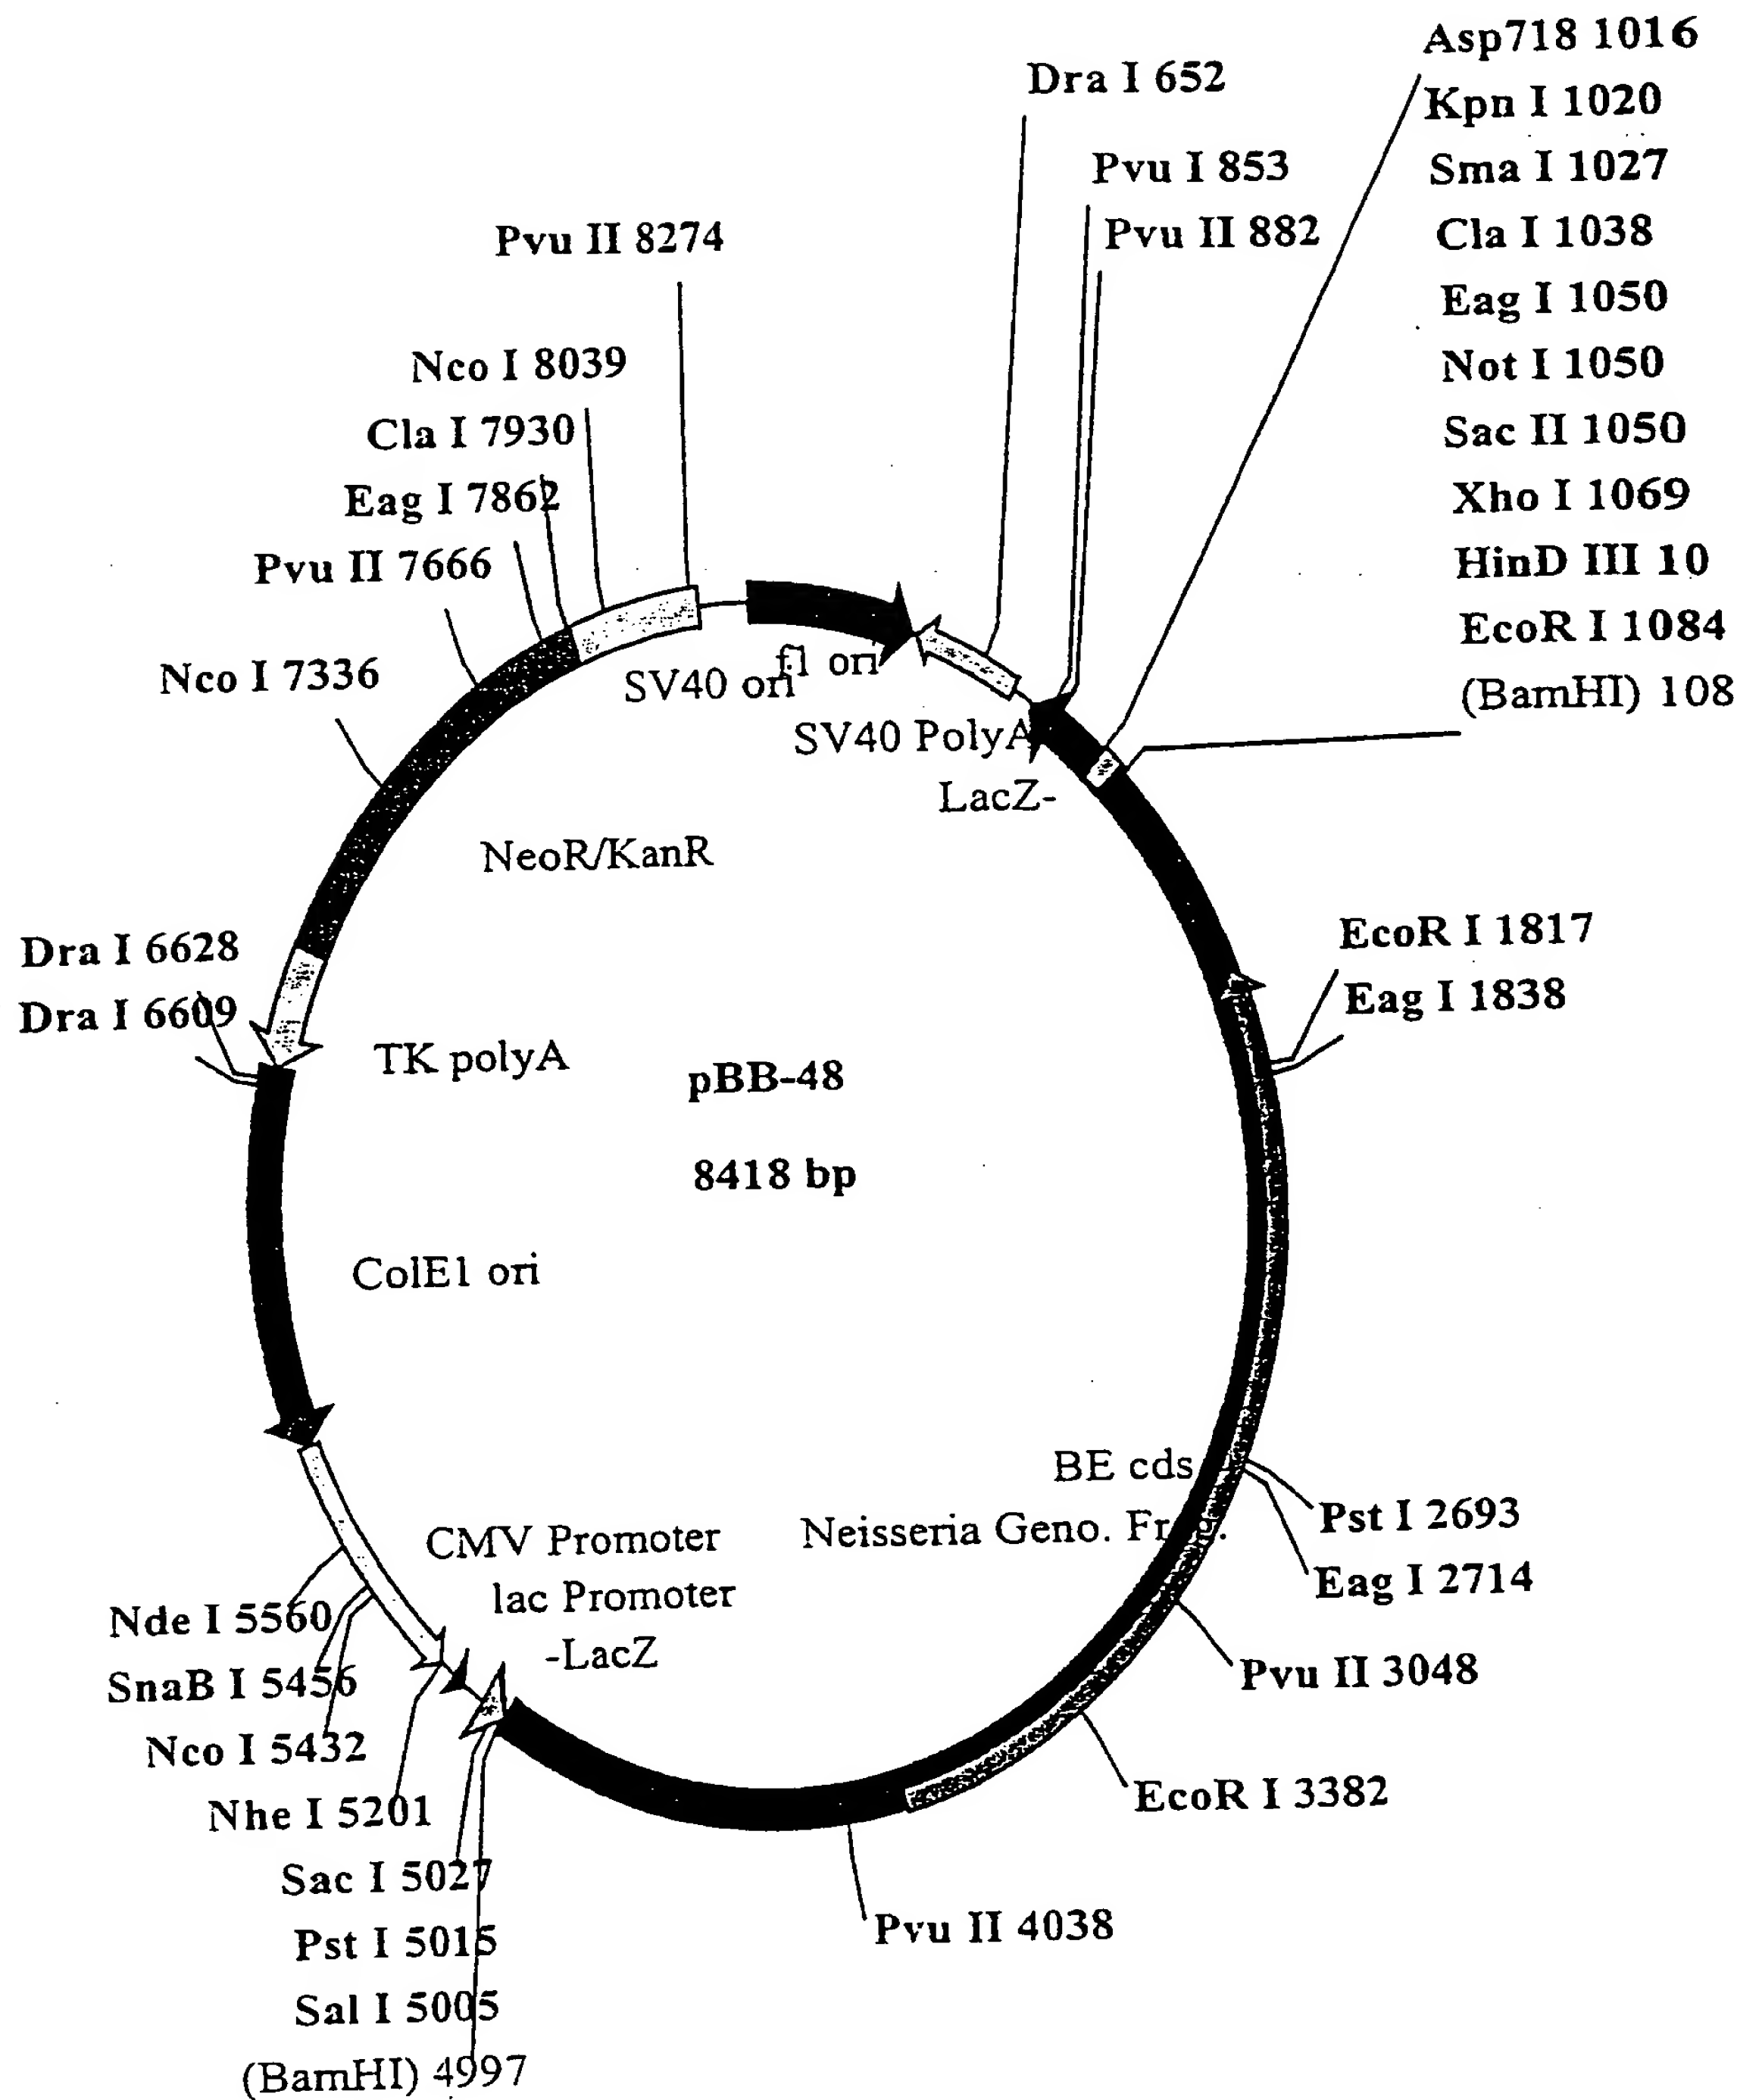 Asp718 1016
Kpn I 1020
Sma I 1027
Cla I 1038
Eag I 1050
Not I 1050
Sac II 1050
Xho I 1069
HinD III 10
EcoR I 1084
(BamHI) 108
Dra I 652
Pvu I 853
Pvu II 882
Pvu II 8274
Nco I 8039
Cla I 7930
Eag I 7862
Pvu II 7666
Nco I 7336
SV40 ori
f1 ori
SV40 PolyA
LacZ-
NeoR/KanR
EcoR I 1817
Eag I 1838
Dra I 6628
Dra I 6609
TK polyA
pBB-48
8418 bp
ColE1 ori
BE cds
Neisseria Geno.
Pst I 2693
Eag I 2714
Pvu II 3048
EcoR I 3382
Pvu II 4038
CMV Promoter
lac Promoter
-LacZ
Nde I 5560
SnaB I 5456
Nco I 5432
Nhe I 5201
Sac I 5027
Pst I 5015
Sal I 5005
(BamHI) 4997